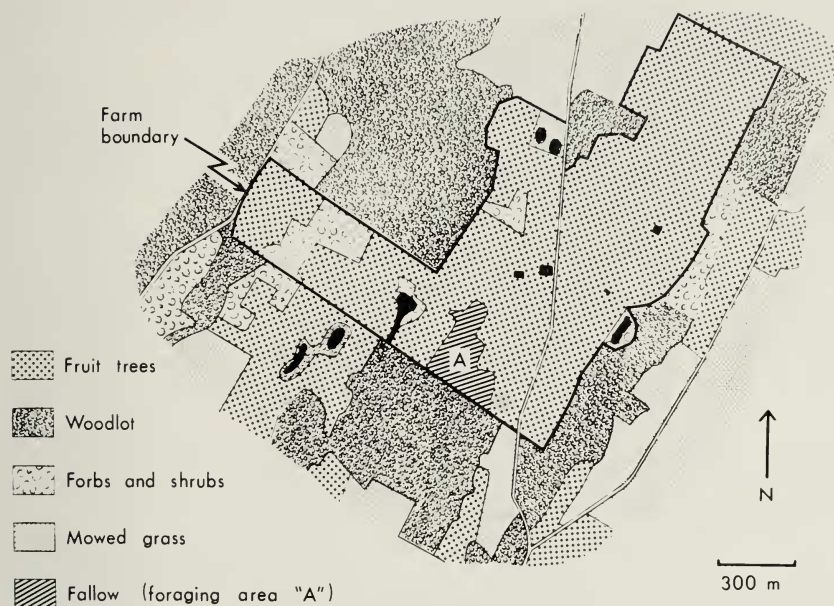 Farm
boundary
A
Fruit trees
Woodlot
Forbs and shrubs
Mowed grass
Fallow (foraging area "A")
N
300 m